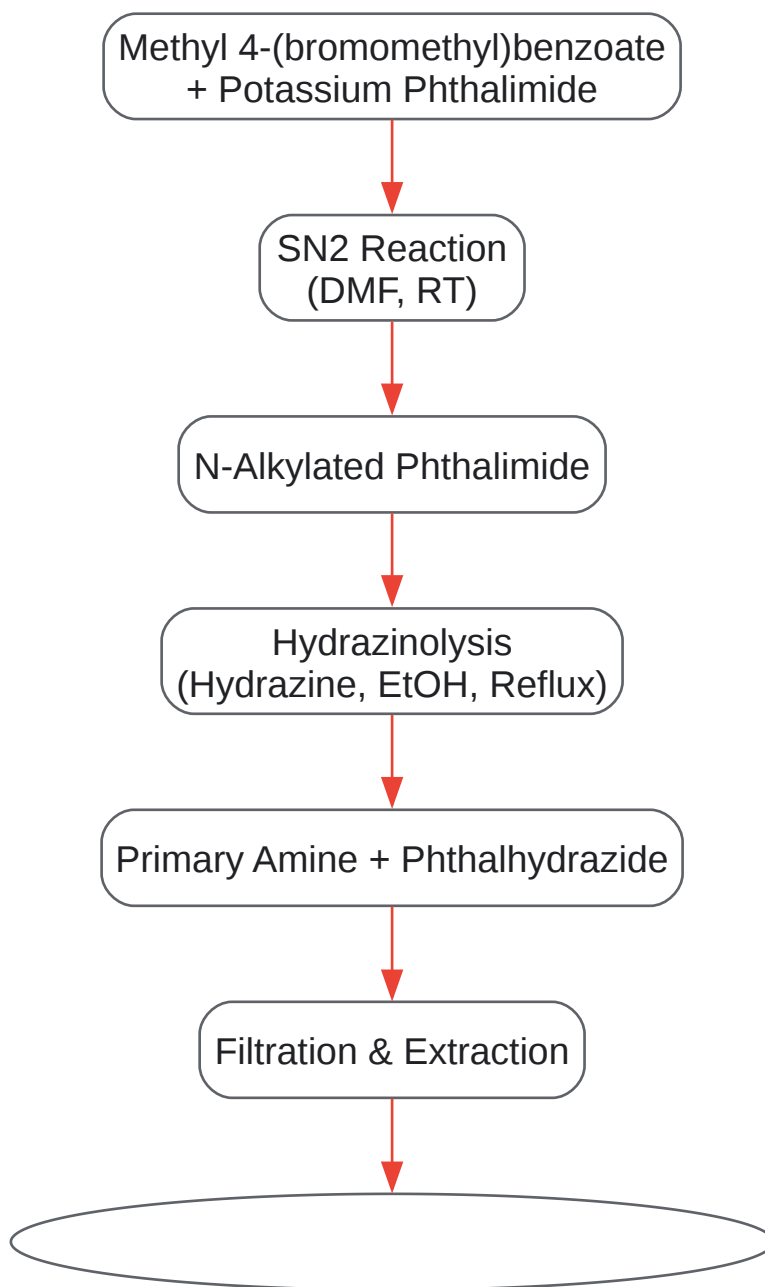 Methyl 4-(bromomethyl)benzoate
+ Potassium Phthalimide
SN2 Reaction
(DMF, RT)
N-Alkylated Phthalimide
Hydrazinolysis
(Hydrazine, EtOH, Reflux)
Primary Amine + Phthalhydrazide
Filtration & Extraction